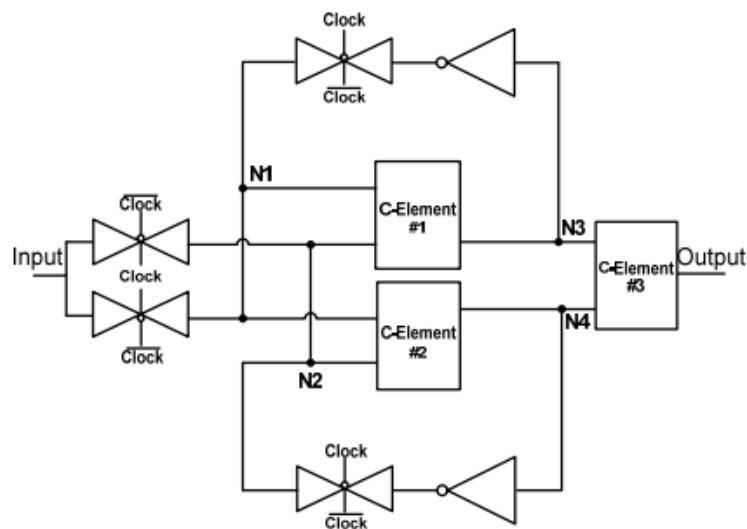 Clock
Clock
N1
C-Element
#1
Clock
Input
Clock
N3
C-Element
#3
Output
C-Element
#2
N4
Clock
N2
Clock
Clock